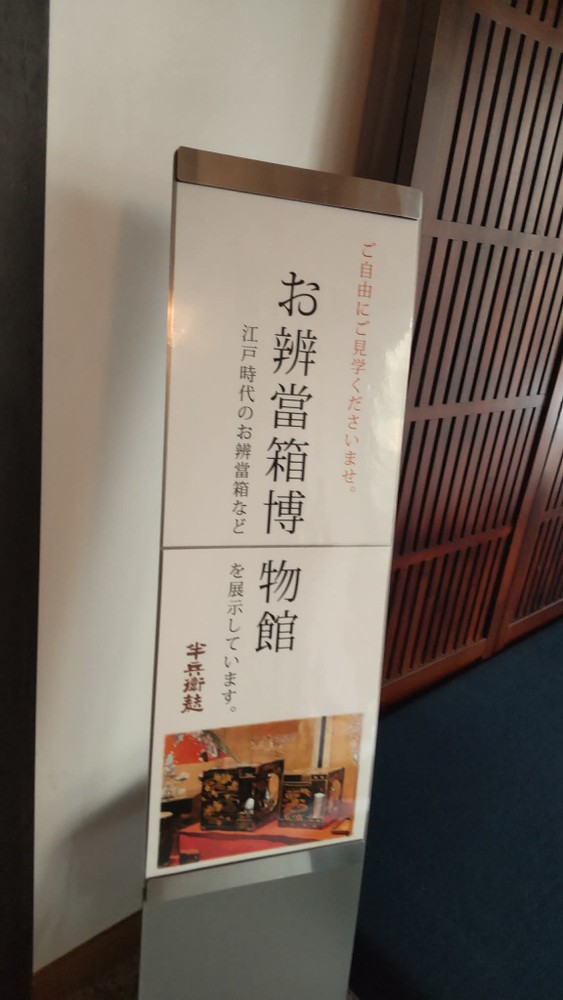 ご自由にご見学くださいませ。
お辨當箱博物館
江戸時代のお辨當箱など
を展示しています。
半兵衛麸